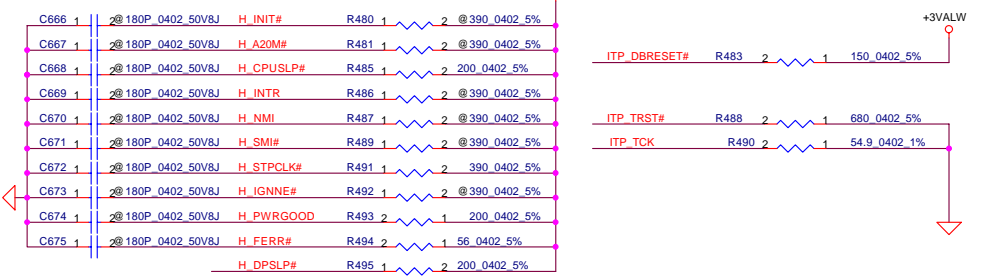 C666 1 2 @180P_0402_50V8J H_INIT# R480 1 2 @390_0402_5%
+3VALW
C667 1 2 @180P_0402_50V8J H_A20M# R481 1 2 @390_0402_5%
ITP_DBRESET# R483 2 1 150_0402_5%
C668 1 2 @180P_0402_50V8J H_CPUSLP# R485 1 2 200_0402_5%
C669 1 2 @180P_0402_50V8J H_INTR R486 1 2 @390_0402_5%
C670 1 2 @180P_0402_50V8J H_NMI R487 1 2 @390_0402_5%
ITP_TRST# R488 2 1 680_0402_5%
C671 1 2 @180P_0402_50V8J H_SMI# R489 1 2 @390_0402_5%
ITP_TCK R490 2 1 54.9_0402_1%
C672 1 2 @180P_0402_50V8J H_STPCLK# R491 1 2 390_0402_5%
C673 1 2 @180P_0402_50V8J H_IGNNE# R492 1 2 @390_0402_5%
C674 1 2 @180P_0402_50V8J H_PWRGOOD R493 2 1 200_0402_5%
C675 1 2 @180P_0402_50V8J H_FERR# R494 2 1 56_0402_5%
H_DPSLP# R495 1 2 200_0402_5%